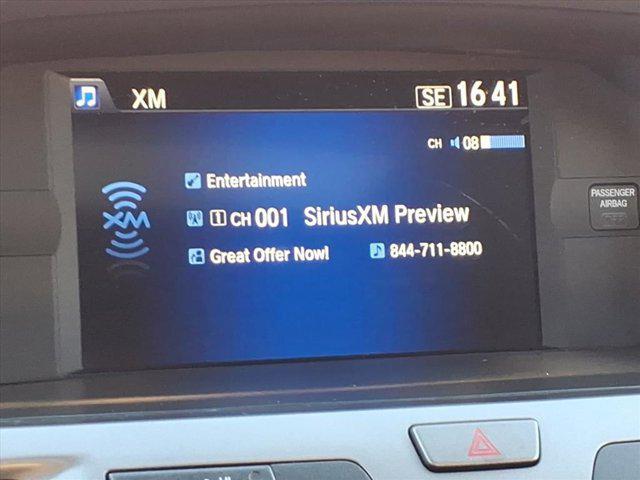 XM SE 16:41
CH 08
Entertainment
XM
1 CH 001 SiriusXM Preview
Great Offer Now! 844-711-8800
PASSENGER
AIRBAG